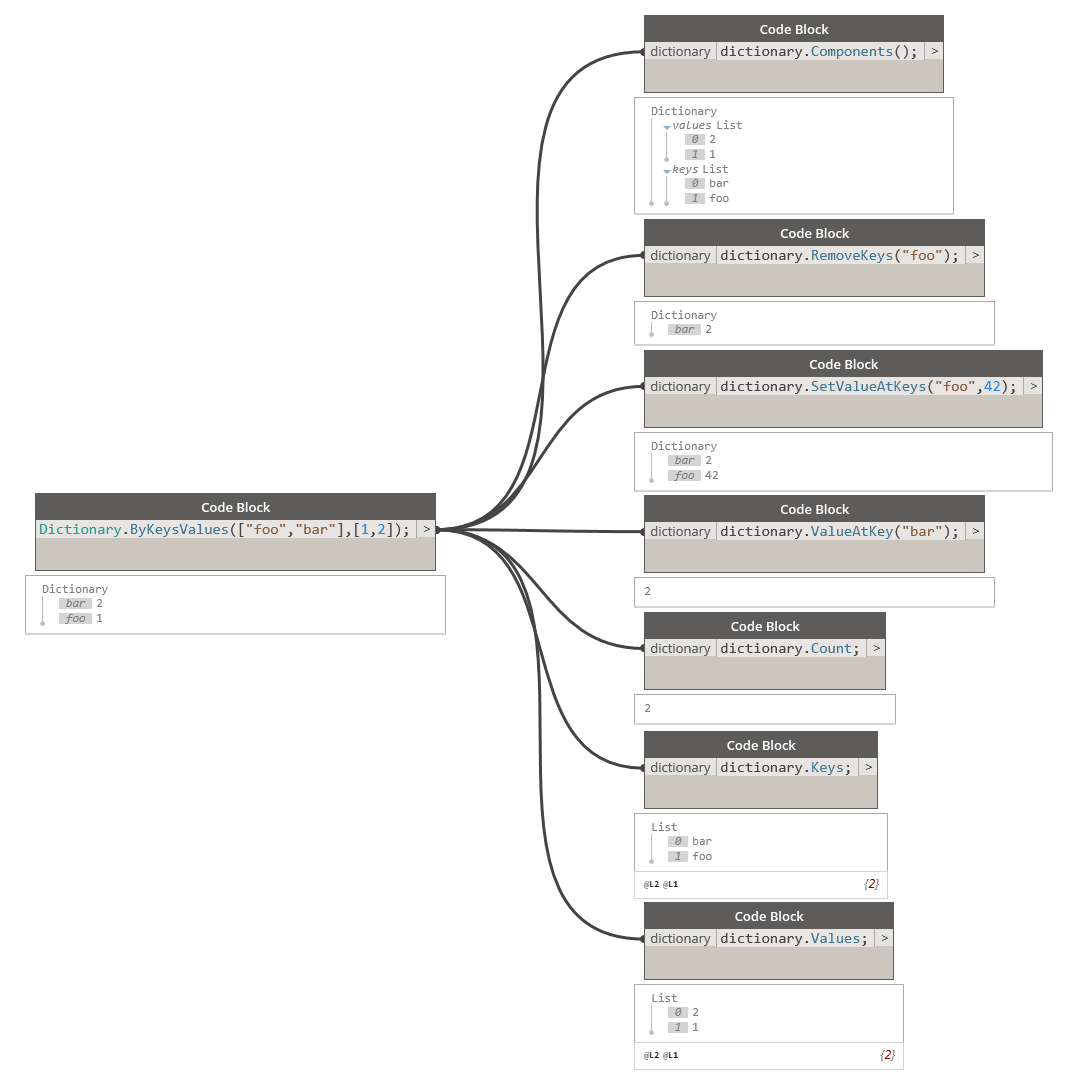 Code Block
Dictionary.ByKeysValues(["foo","bar"],[1,2]); >
Dictionary
bar 2
foo 1
Code Block
dictionary dictionary.Components(); >
Dictionary
values List
0 2
1 1
keys List
0 bar
1 foo
Code Block
dictionary dictionary.RemoveKeys("foo"); >
Dictionary
bar 2
Code Block
dictionary dictionary.SetValueAtKeys("foo",42); >
Dictionary
bar 2
foo 42
Code Block
dictionary dictionary.ValueAtKey("bar"); >
2
Code Block
dictionary dictionary.Count; >
2
Code Block
dictionary dictionary.Keys; >
List
0 bar
1 foo
@L2 @L1 {2}
Code Block
dictionary dictionary.Values; >
List
0 2
1 1
@L2 @L1 {2}